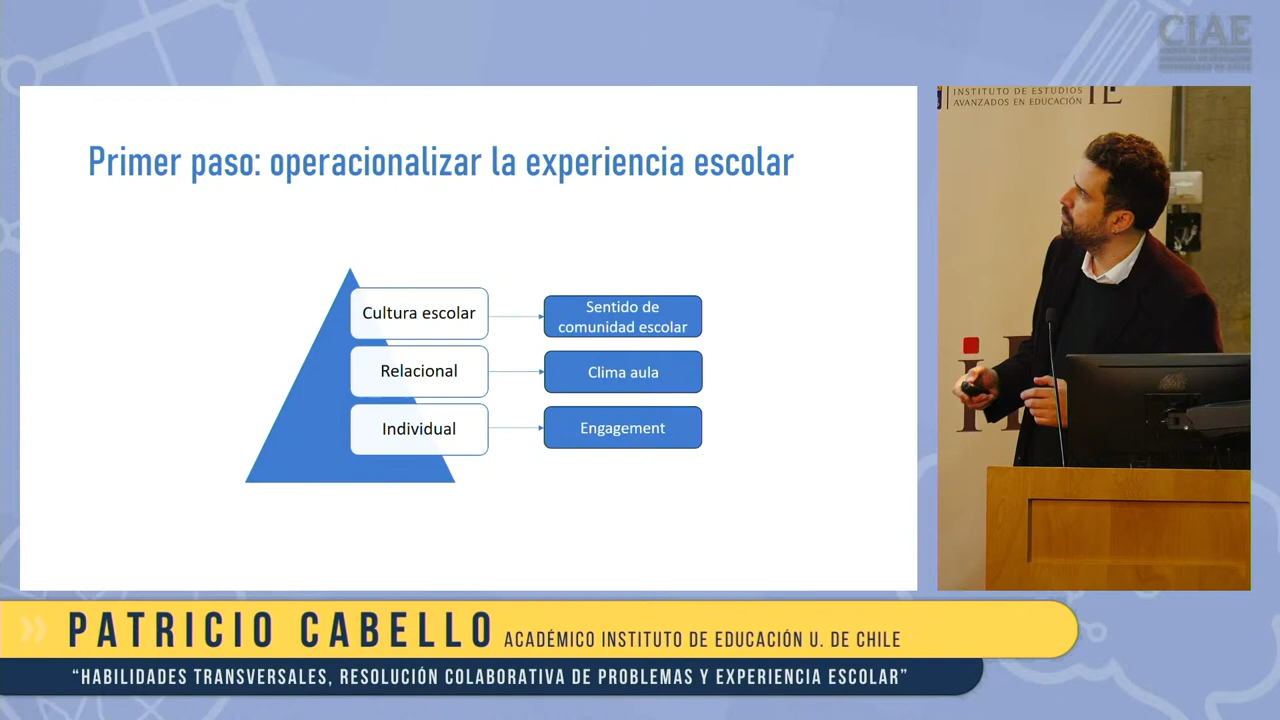 CIAE
INSTITUTO DE ESTUDIOS
AVANZADOS EN EDUCACIÓN
Primer paso: operacionalizar la experiencia escolar
Cultura escolar
Sentido de
comunidad escolar
Relacional
Clima aula
Individual
Engagement
PATRICIO CABELLO ACADÉMICO INSTITUTO DE EDUCACIÓN U. DE CHILE
“HABILIDADES TRANSVERSALES, RESOLUCIÓN COLABORATIVA DE PROBLEMAS Y EXPERIENCIA ESCOLAR”